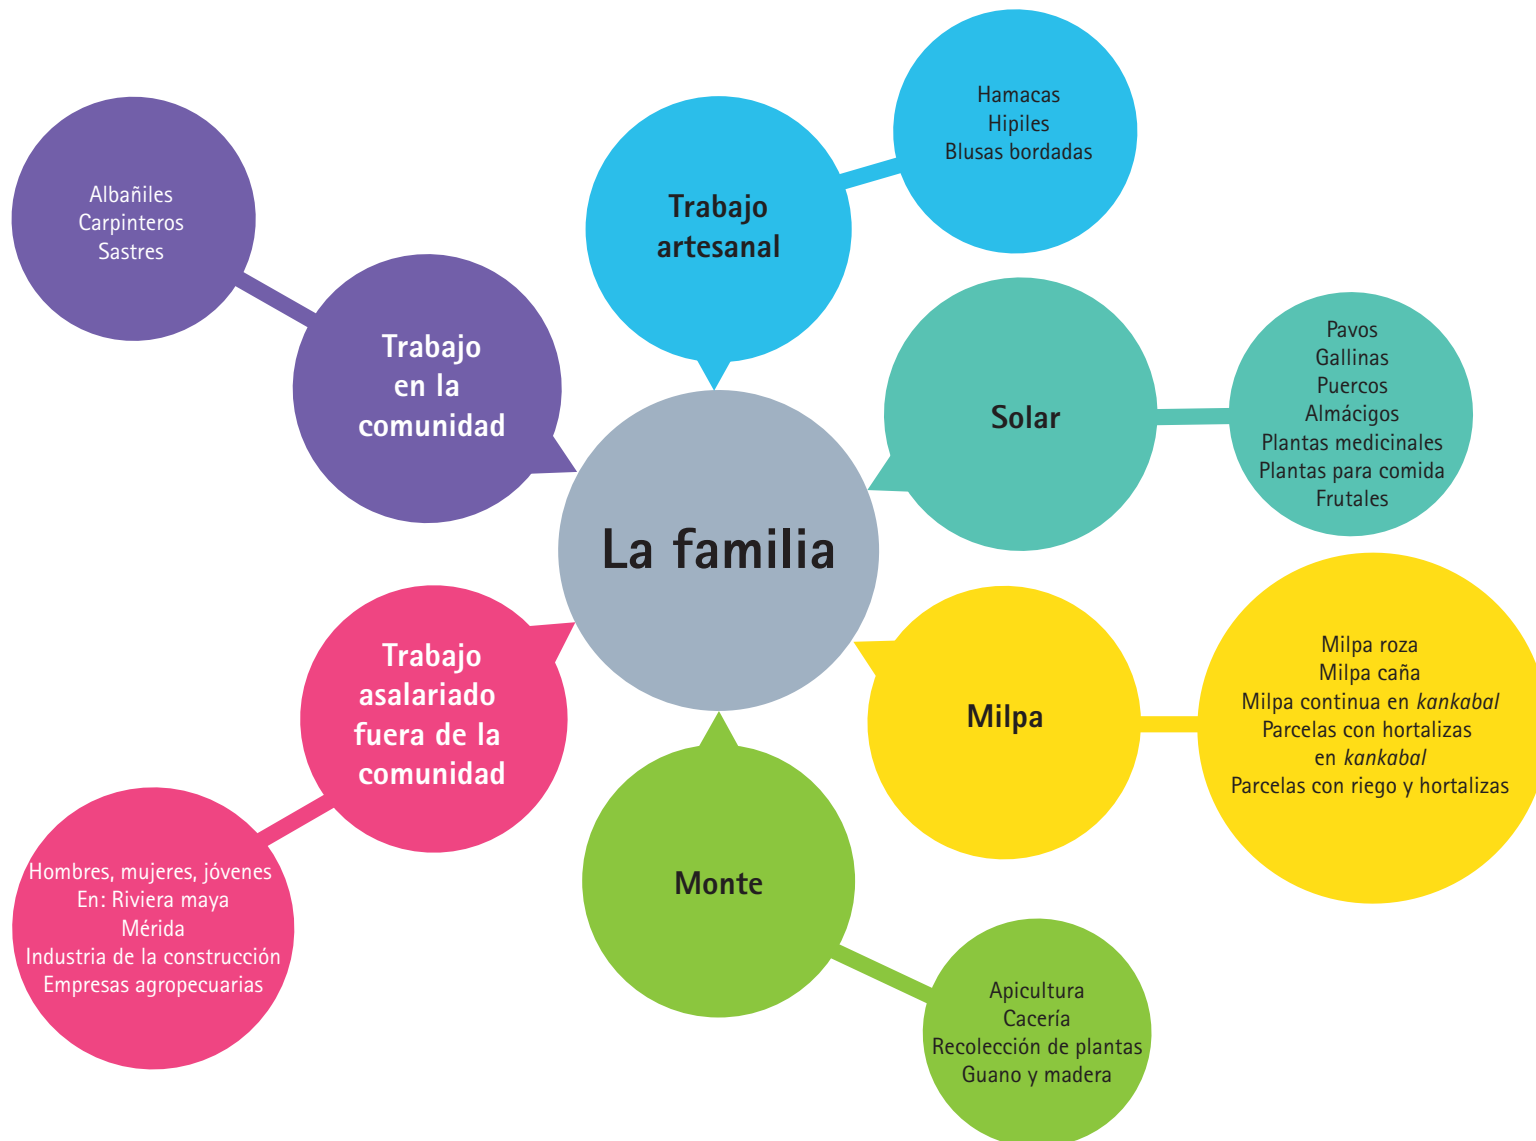 Hamacas
Hipiles
Blusas bordadas
Trabajo
artesanal
Albañiles
Carpinteros
Sastres
Trabajo
en la
comunidad
Solar
Pavos
Gallinas
Puercos
Almácigos
Plantas medicinales
Plantas para comida
Frutales
La familia
Trabajo
asalariado
fuera de la
comunidad
Hombres, mujeres, jóvenes
En: Riviera maya
Mérida
Industria de la construcción
Empresas agropecuarias
Milpa
Milpa roza
Milpa caña
Milpa continua en kankabal
Parcelas con hortalizas
en kankabal
Parcelas con riego y hortalizas
Monte
Apicultura
Cacería
Recolección de plantas
Guano y madera